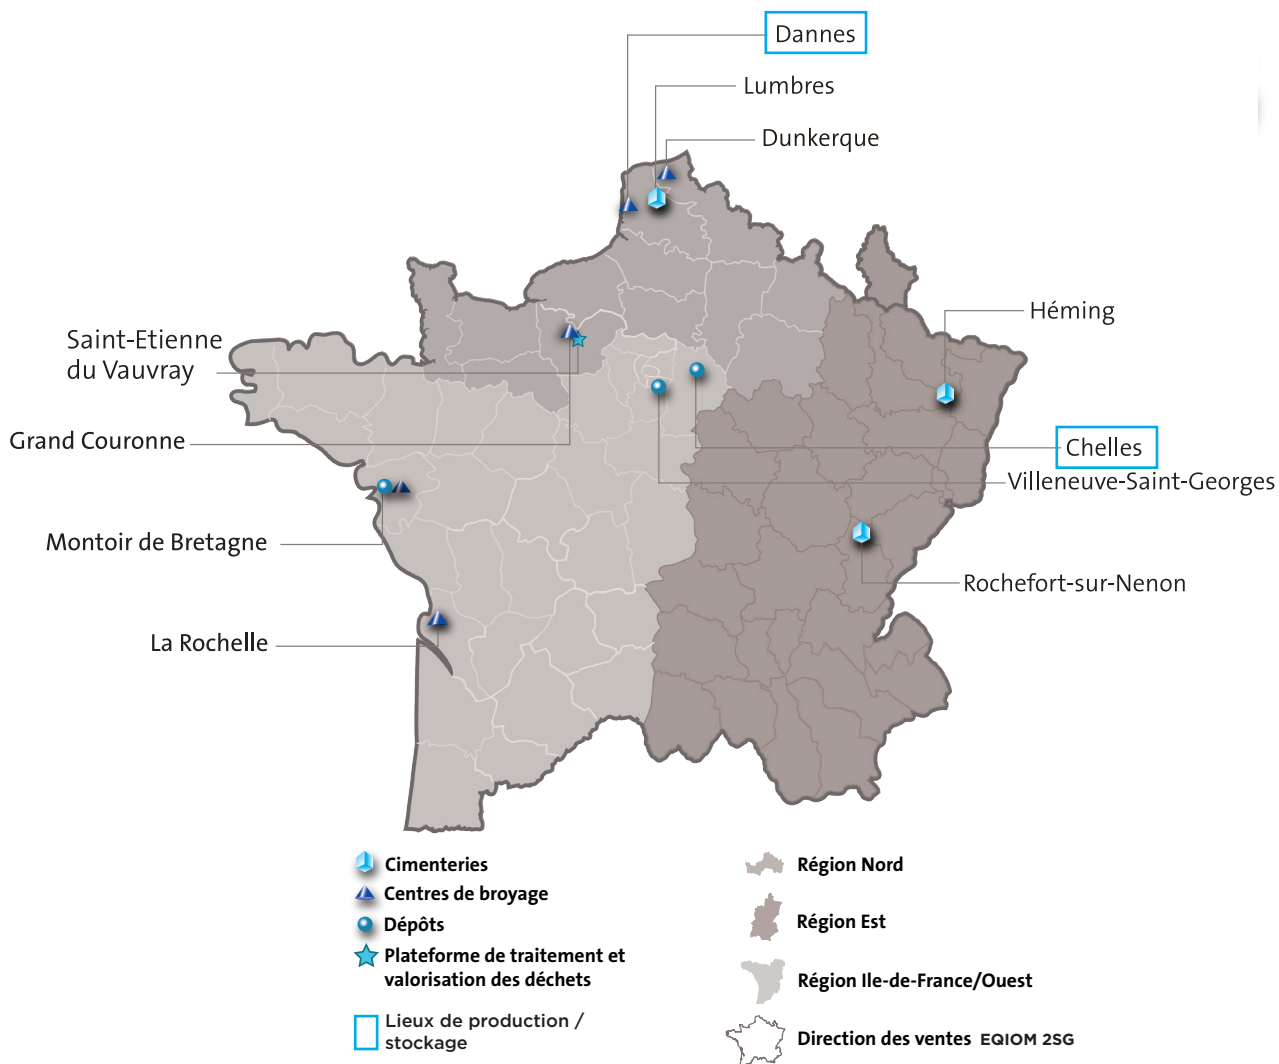 Dannes
Lumbres
Dunkerque
Héming
Saint-Etienne
du Vauvray
Grand Couronne
Chelles
Villeneuve-Saint-Georges
Montoir de Bretagne
Rochefort-sur-Nenon
La Rochelle
Cimenteries
Centres de broyage
Dépôts
Plateforme de traitement et
valorisation des déchets
Lieux de production /
stockage
Région Nord
Région Est
Région Ile-de-France/Ouest
Direction des ventes EQIOM 2SG